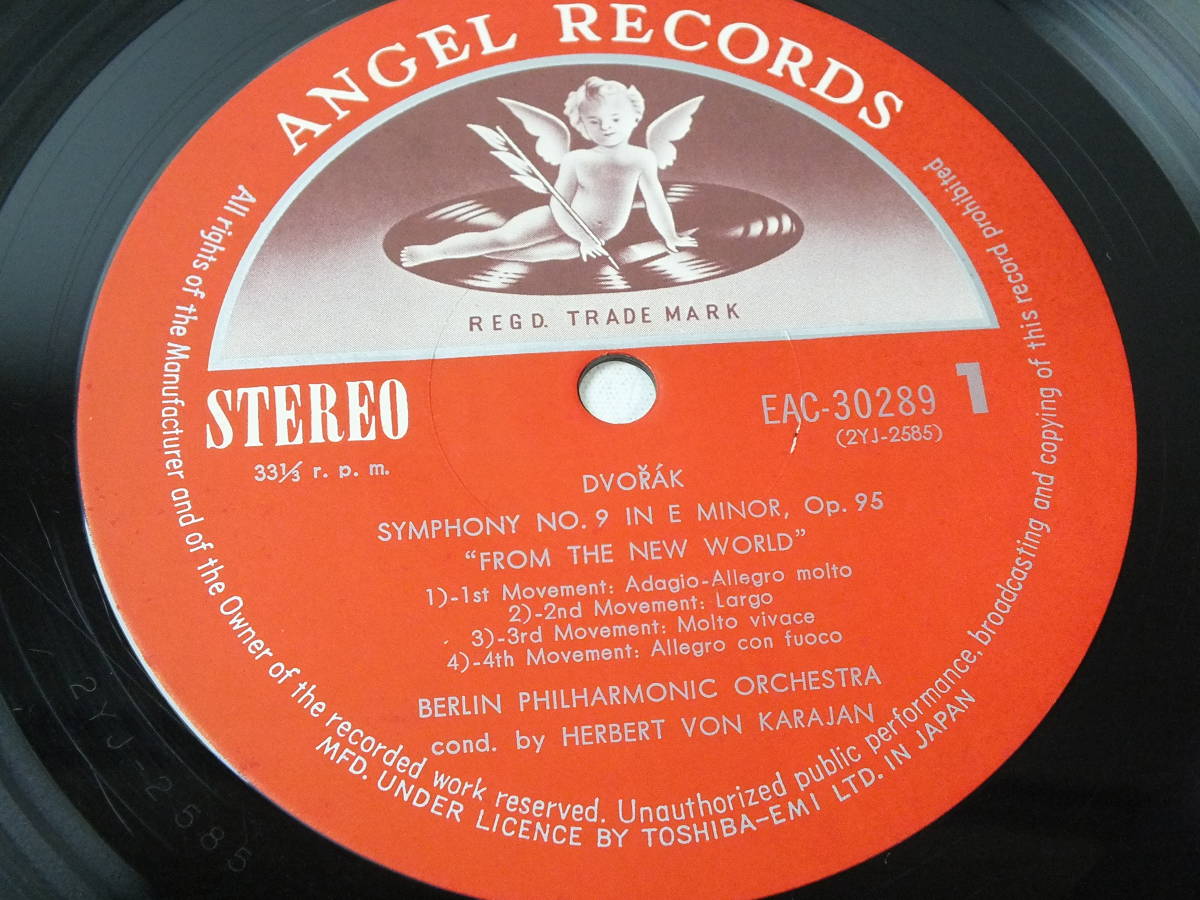 ANGEL RECORDS
REGD. TRADE MARK
STEREO
33⅓ r. p. m.
EAC-30289 1
(2YJ-2585)
DVOŘÁK
SYMPHONY NO. 9 IN E MINOR, Op. 95
“FROM THE NEW WORLD”
1)-1st Movement: Adagio-Allegro molto
2)-2nd Movement: Largo
3)-3rd Movement: Molto vivace
4)-4th Movement: Allegro con fuoco
BERLIN PHILHARMONIC ORCHESTRA
cond. by HERBERT VON KARAJAN
All rights of the Manufacturer and of the Owner of the recorded work reserved. Unauthorized public performance, broadcasting and copying of this record prohibited
MFD. UNDER LICENCE BY TOSHIBA-EMI LTD. IN JAPAN
2YJ-2585